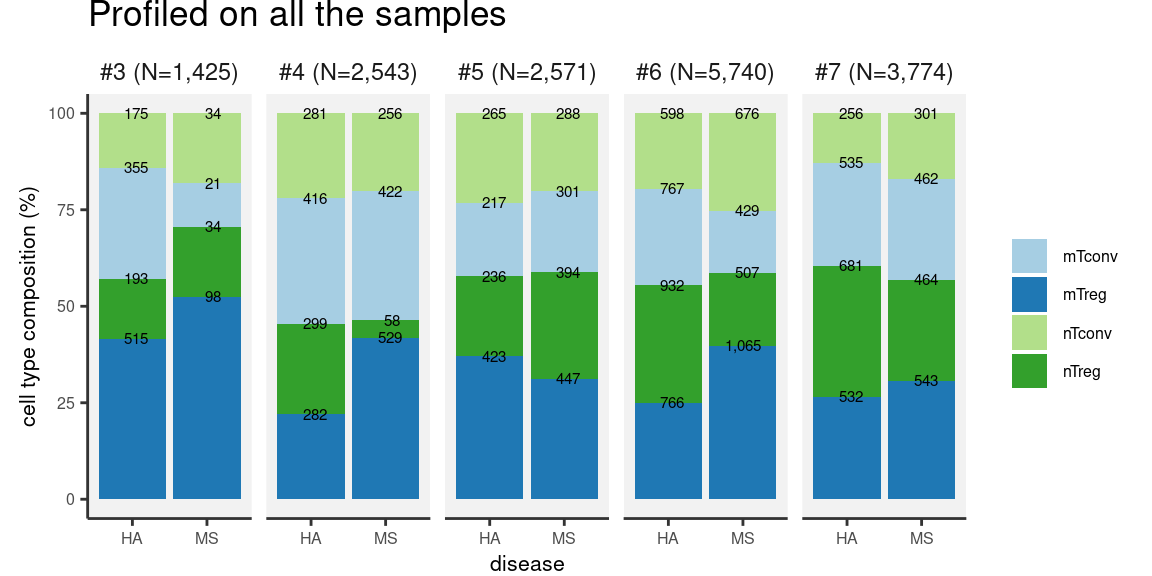 Profiled on all the samples
#3 (N=1,425) #4 (N=2,543) #5 (N=2,571) #6 (N=5,740) #7 (N=3,774)
100 175 34 281 256 265 288 598 676 256 301
355 21 416 422 217 301 767 429 535 462
75
193 34 299 58 236 394 932 507 681 464
50
515 98 282 529 423 447 766 1,065 532 543
25
0
HA MS HA MS HA MS HA MS HA MS
disease
cell type composition (%)
mTconv
mTreg
nTconv
nTreg